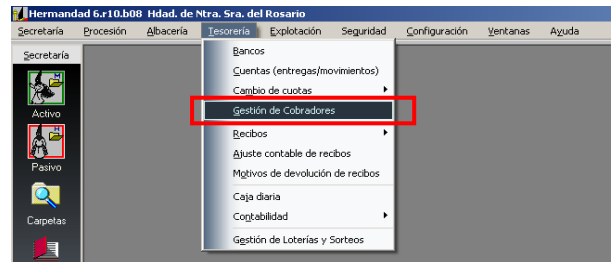 Hermandad 6.r10.b08 Hdad. de Ntra. Sra. del Rosario
Secretaría Procesión Albacería Tesorería Explotación Seguridad Configuración Ventanas Ayuda
Secretaría
Activo
Pasivo
Carpetas
Bancos
Cuentas (entregas/movimientos)
Cambio de cuotas
Gestión de Cobradores
Recibos
Ajuste contable de recibos
Motivos de devolución de recibos
Caja diaria
Contabilidad
Gestión de Loterías y Sorteos